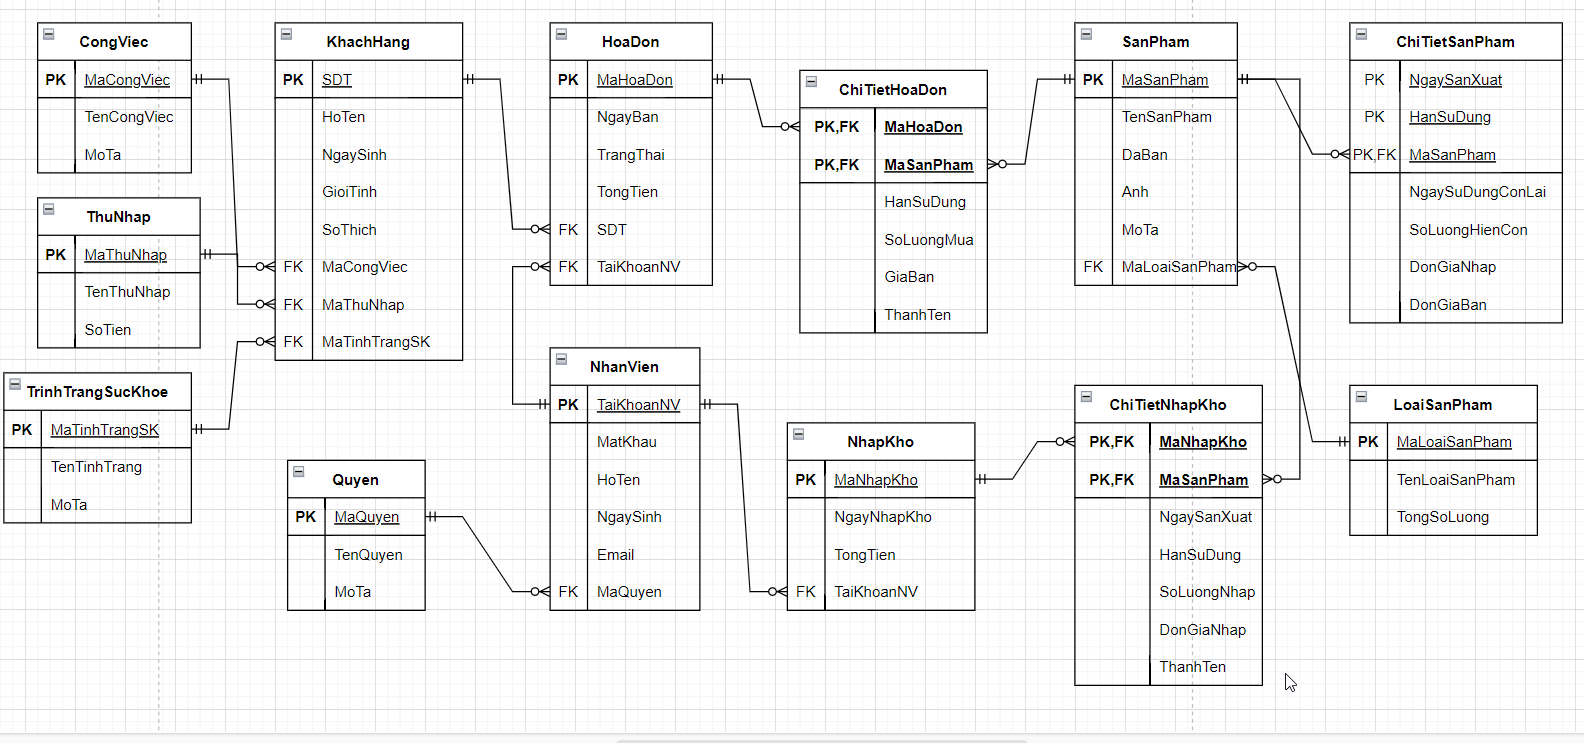 CongViec
PK MaCongViec
TenCongViec
MoTa
ThuNhap
PK MaThuNhap
TenThuNhap
SoTien
TrinhTrangSucKhoe
PK MaTinhTrangSK
TenTinhTrang
MoTa
KhachHang
PK SDT
HoTen
NgaySinh
GioiTinh
SoThich
FK MaCongViec
FK MaThuNhap
FK MaTinhTrangSK
Quyen
PK MaQuyen
TenQuyen
MoTa
HoaDon
PK MaHoaDon
NgayBan
TrangThai
TongTien
FK SDT
FK TaiKhoanNV
NhanVien
PK TaiKhoanNV
MatKhau
HoTen
NgaySinh
Email
FK MaQuyen
ChiTietHoaDon
PK,FK MaHoaDon
PK,FK MaSanPham
HanSuDung
SoLuongMua
GiaBan
ThanhTen
NhapKho
PK MaNhapKho
NgayNhapKho
TongTien
FK TaiKhoanNV
SanPham
PK MaSanPham
TenSanPham
DaBan
Anh
MoTa
FK MaLoaiSanPham
ChiTietNhapKho
PK,FK MaNhapKho
PK,FK MaSanPham
NgaySanXuat
HanSuDung
SoLuongNhap
DonGiaNhap
ThanhTen
ChiTietSanPham
PK NgaySanXuat
PK HanSuDung
PK,FK MaSanPham
NgaySuDungConLai
SoLuongHienCon
DonGiaNhap
DonGiaBan
LoaiSanPham
PK MaLoaiSanPham
TenLoaiSanPham
TongSoLuong